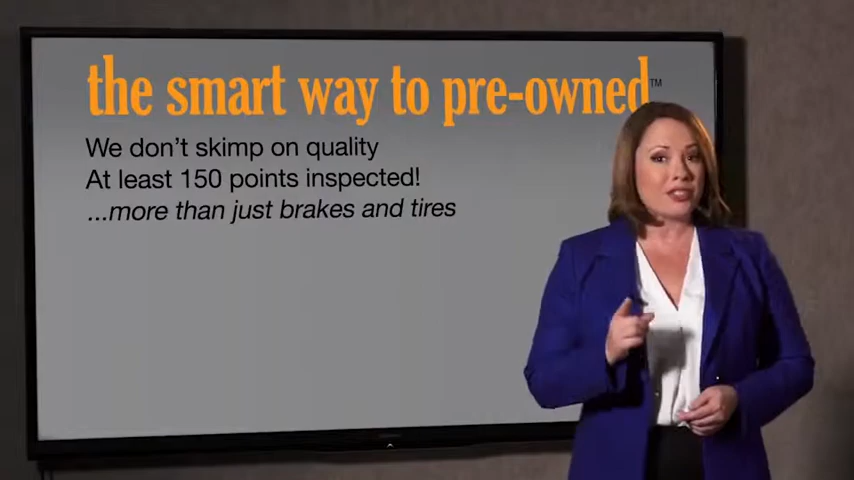 the smart way to pre-owned™
We don't skimp on quality
At least 150 points inspected!
...more than just brakes and tires